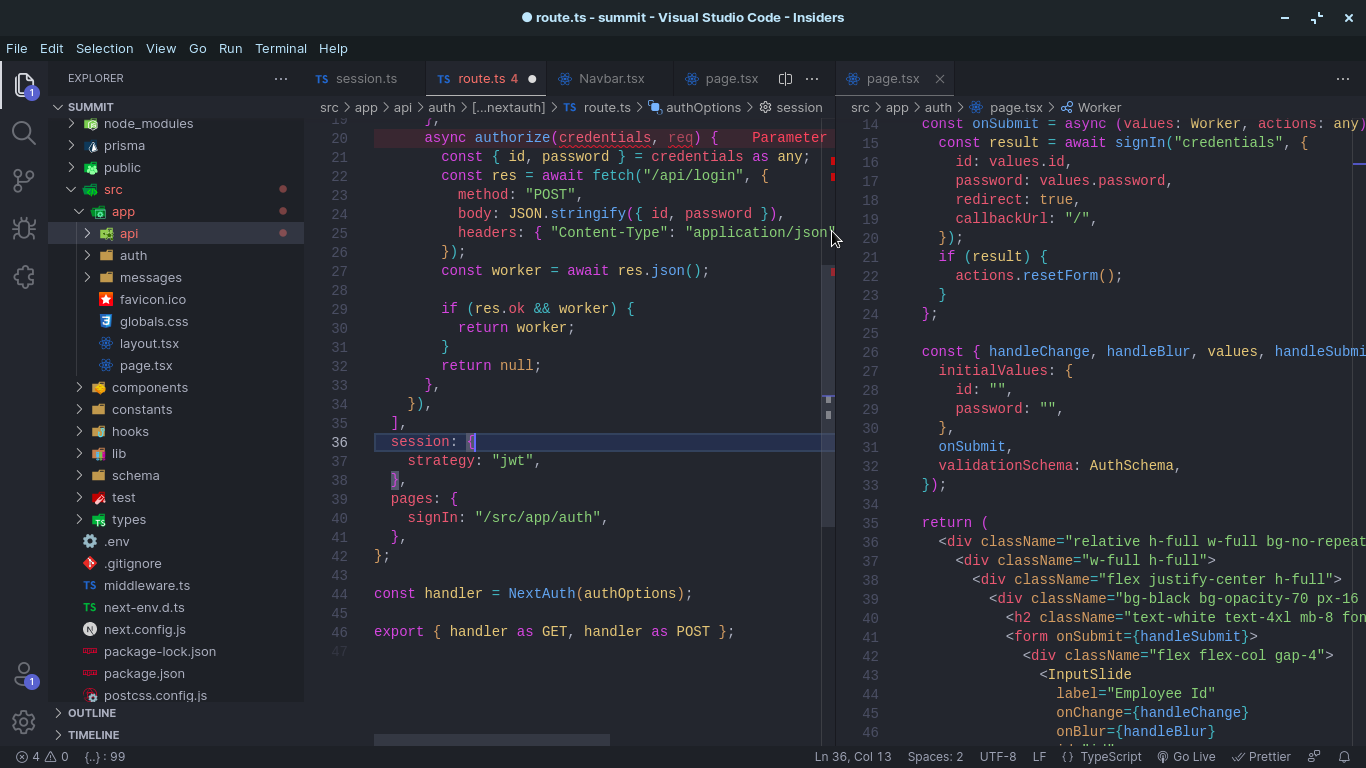 route.ts - summit - Visual Studio Code - Insiders
File Edit Selection View Go Run Terminal Help
EXPLORER
SUMMIT
node_modules
prisma
public
src
app
api
auth
messages
favicon.ico
globals.css
layout.tsx
page.tsx
components
constants
hooks
lib
schema
test
types
.env
.gitignore
middleware.ts
next-env.d.ts
next.config.js
package-lock.json
package.json
postcss.config.js
OUTLINE
TIMELINE
1
1
TS session.ts TS route.ts 4 Navbar.tsx page.tsx
src > app > api > auth > [...nextauth] > TS route.ts > authOptions > session
19 },
20 async authorize(credentials, req) { Parameter
21 const { id, password } = credentials as any;
22 const res = await fetch("/api/login", {
23 method: "POST",
24 body: JSON.stringify({ id, password }),
25 headers: { "Content-Type": "application/json"
26 });
27 const worker = await res.json();
28
29 if (res.ok && worker) {
30 return worker;
31 }
32 return null;
33 },
34 }),
35 ],
36 session: {
37 strategy: "jwt",
38 },
39 pages: {
40 signIn: "/src/app/auth",
41 },
42 };
43
44 const handler = NextAuth(authOptions);
45
46 export { handler as GET, handler as POST };
47
page.tsx
src > app > auth > page.tsx > Worker
14 const onSubmit = async (values: Worker, actions: any)
15 const result = await signIn("credentials", {
16 id: values.id,
17 password: values.password,
18 redirect: true,
19 callbackUrl: "/",
20 });
21 if (result) {
22 actions.resetForm();
23 }
24 };
25
26 const { handleChange, handleBlur, values, handleSubmi
27 initialValues: {
28 id: "",
29 password: "",
30 },
31 onSubmit,
32 validationSchema: AuthSchema,
33 });
34
35 return (
36 <div className="relative h-full w-full bg-no-repeat
37 <div className="w-full h-full">
38 <div className="flex justify-center h-full">
39 <div className="bg-black bg-opacity-70 px-16
40 <h2 className="text-white text-4xl mb-8 fon
41 <form onSubmit={handleSubmit}>
42 <div className="flex flex-col gap-4">
43 <InputSlide
44 label="Employee Id"
45 onChange={handleChange}
46 onBlur={handleBlur}
4 0 {..} : 99 Ln 36, Col 13 Spaces: 2 UTF-8 LF { } TypeScript Go Live Prettier